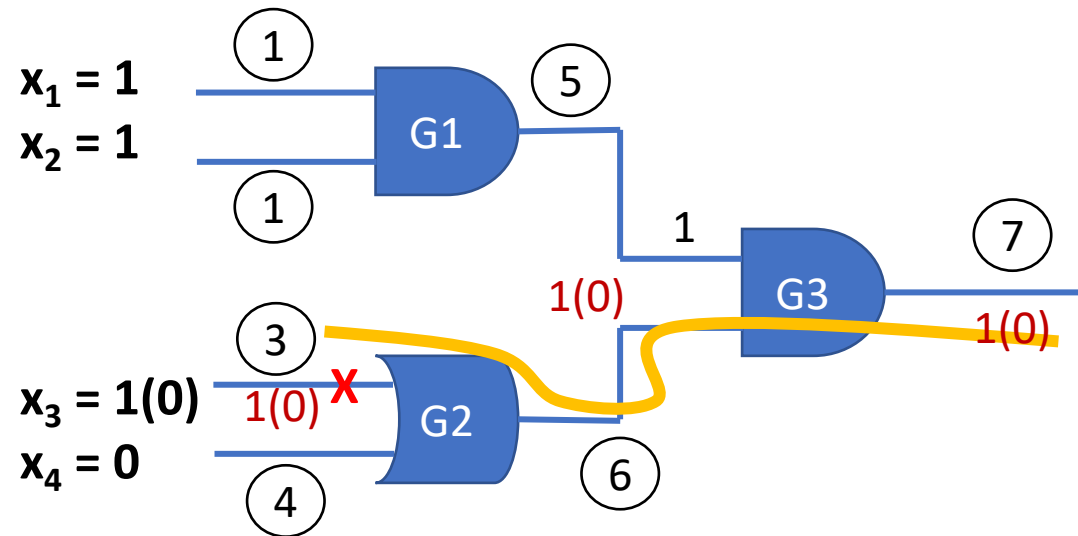 1
x1 = 1
5
x2 = 1
G1
1
1
7
3
1(0)
G3
1(0)
x3 = 1(0)
1(0)
X
G2
x4 = 0
4
6